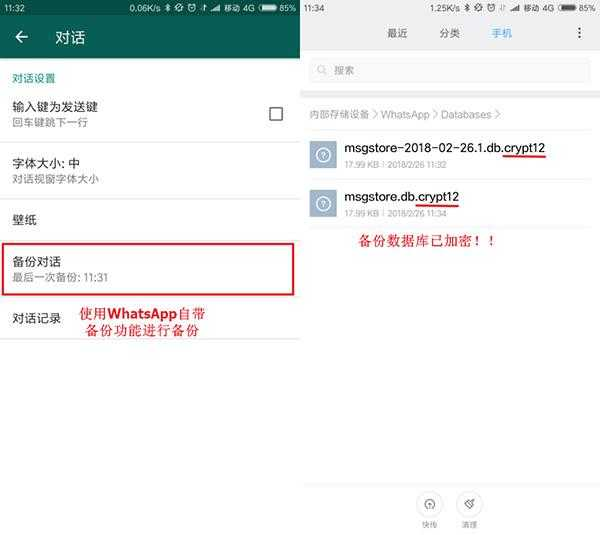 11:32
0.06K/s 移动 4G 85%
对话
对话设置
输入键为发送键
回车键跳下一行
字体大小: 中
对话视窗字体大小
壁纸
备份对话
最后一次备份: 11:31
对话记录
使用WhatsApp自带
备份功能进行备份
11:34
1.25K/s 移动 4G 85%
最近 分类 手机
搜索
内部存储设备 > WhatsApp > Databases >
msgstore-2018-02-26.1.db.crypt12
17.99 KB | 2018/2/26 11:32
msgstore.db.crypt12
17.99 KB | 2018/2/26 11:34
备份数据库已加密！！
快传 清理